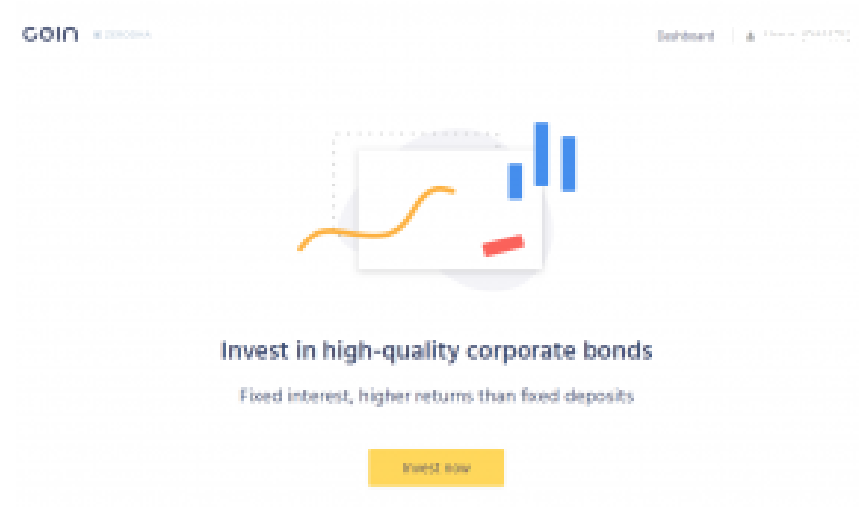 COIN
Dashboard
Invest in high-quality corporate bonds
Fixed interest, higher returns than fixed deposits
Invest now